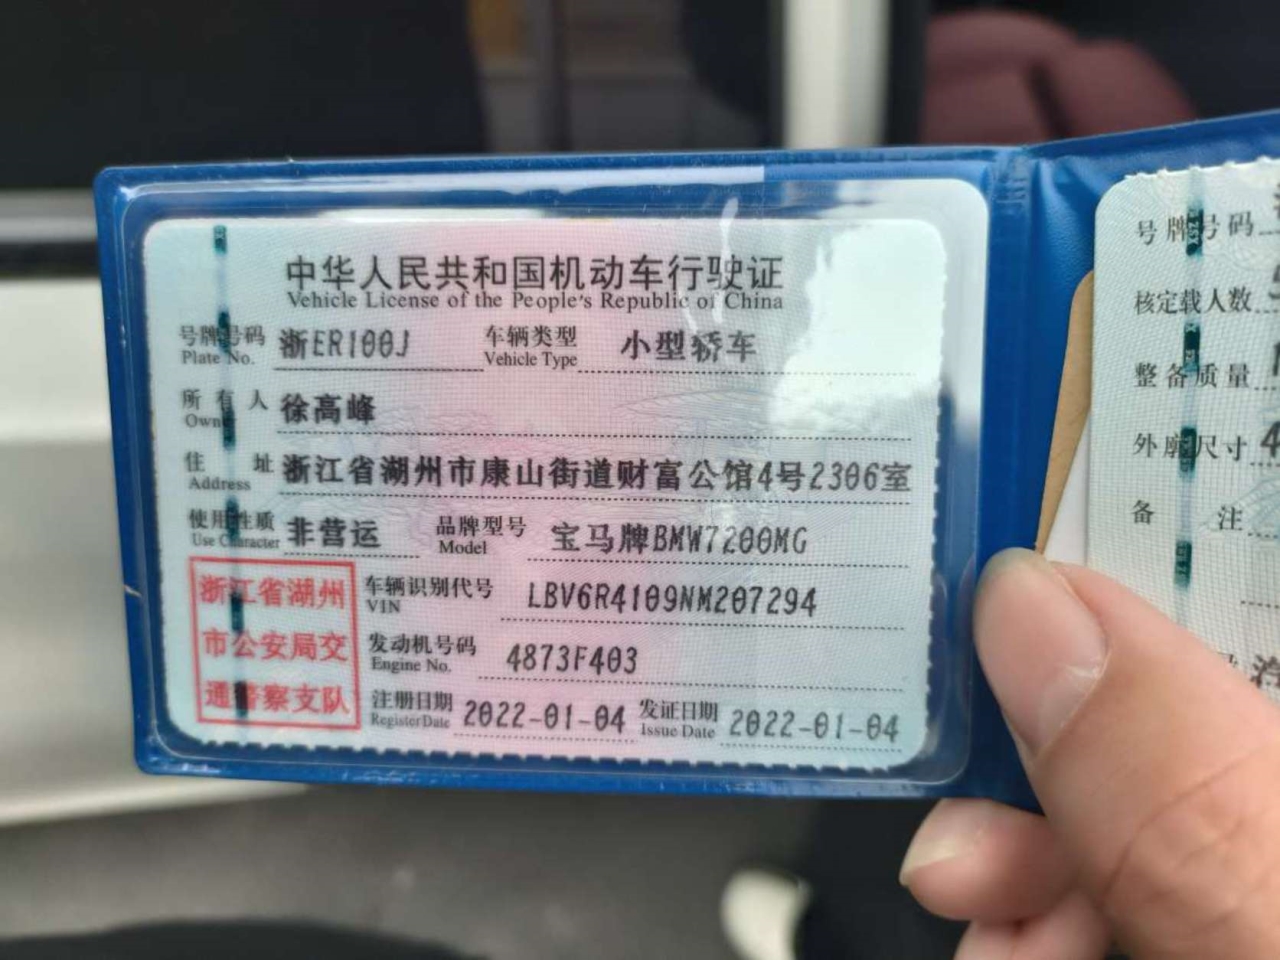 中华人民共和国机动车行驶证
Vehicle License of the People's Republic of China
号牌号码 浙ER100J 车辆类型 小型轿车
Plate No. Vehicle Type
所有人 徐高峰
Owner
住址 浙江省湖州市康山街道财富公馆4号2306室
Address
使用性质 非营运 品牌型号 宝马牌BMW7200MG
Use Character Model
浙江省湖州
市公安局交
通警察支队
车辆识别代号 LBV6R4109NM207294
VIN
发动机号码 4873F403
Engine No.
注册日期 2022-01-04 发证日期 2022-01-04
Register Date Issue Date
号牌号码
核定载人数
整备质量
外廓尺寸 4
备注